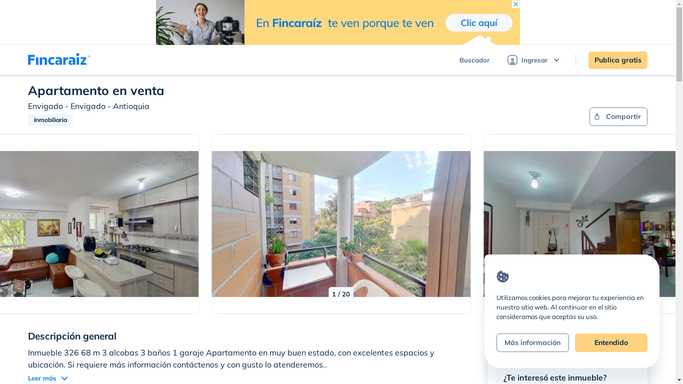 En Fincaraíz te ven porque te ven
Clic aquí
Fincaraíz
Buscador
Ingresar
Publica gratis
Apartamento en venta
Envigado - Envigado - Antioquia
Inmobiliaria
Compartir
1 / 20
Utilizamos cookies para mejorar tu experiencia en
nuestro sitio web. Al continuar en el sitio
consideramos que aceptas su uso.
Más información
Entendido
Descripción general
Inmueble 326 68 m 3 alcobas 3 baños 1 garaje Apartamento en muy buen estado, con excelentes espacios y
ubicación. Si requiere más información contáctenos y con gusto lo atenderemos..
Leer más
¿Te interesó este inmueble?